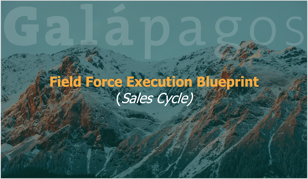 Galápagos
Field Force Execution Blueprint
(Sales Cycle)